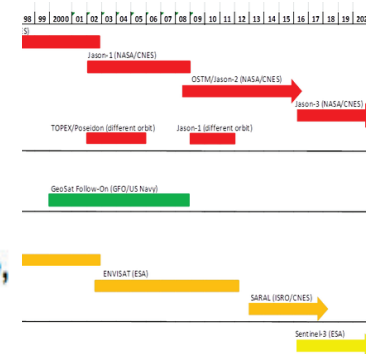 98 99 2000 01 02 03 04 05 06 07 08 09 10 11 12 13 14 15 16 17 18 19 202
S)
Jason-1 (NASA/CNES)
OSTM/Jason-2 (NASA/CNES)
Jason-3 (NASA/CNES)
TOPEX/Poseidon (different orbit) Jason-1 (different orbit)
GeoSat Follow-On (GFO/US Navy)
,
ENVISAT (ESA)
SARAL (ISRO/CNES)
Sentinel-3 (ESA)